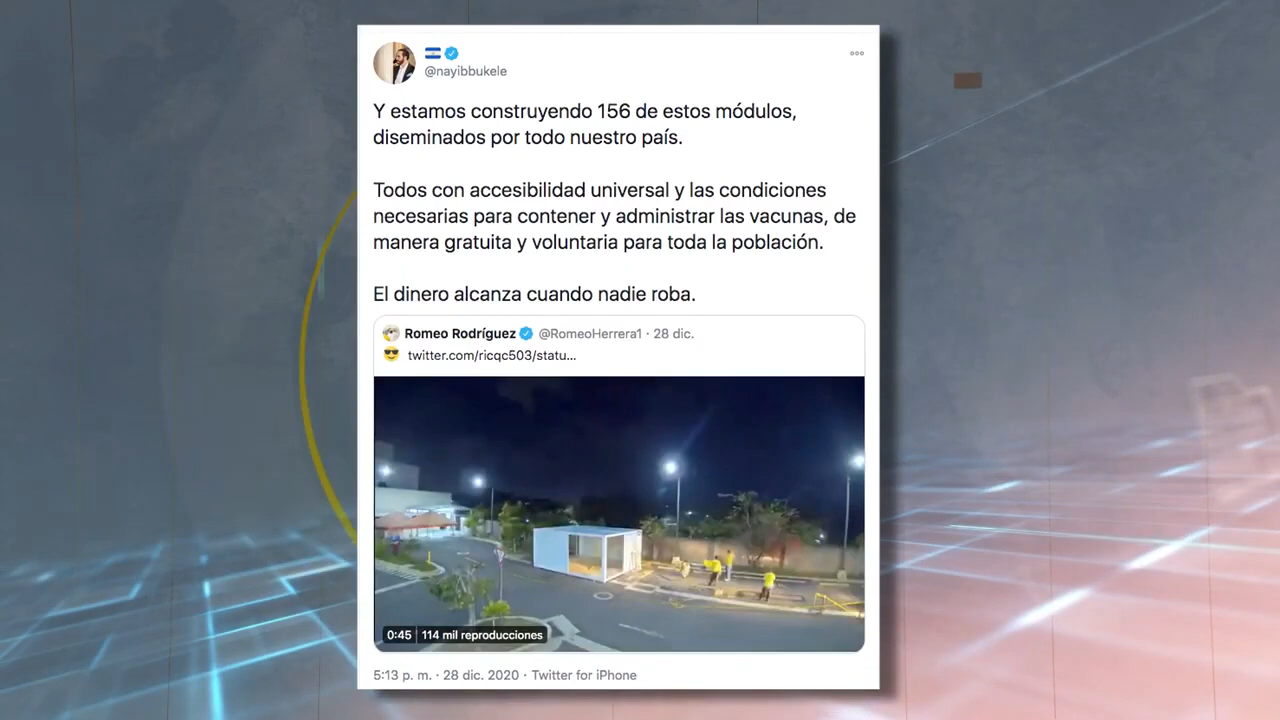 @nayibbukele
Y estamos construyendo 156 de estos módulos,
diseminados por todo nuestro país.
Todos con accesibilidad universal y las condiciones
necesarias para contener y administrar las vacunas, de
manera gratuita y voluntaria para toda la población.
El dinero alcanza cuando nadie roba.
Romeo Rodríguez @RomeoHerrera1 · 28 dic.
twitter.com/ricqc503/statu...
0:45 114 mil reproducciones
5:13 p. m. · 28 dic. 2020 · Twitter for iPhone